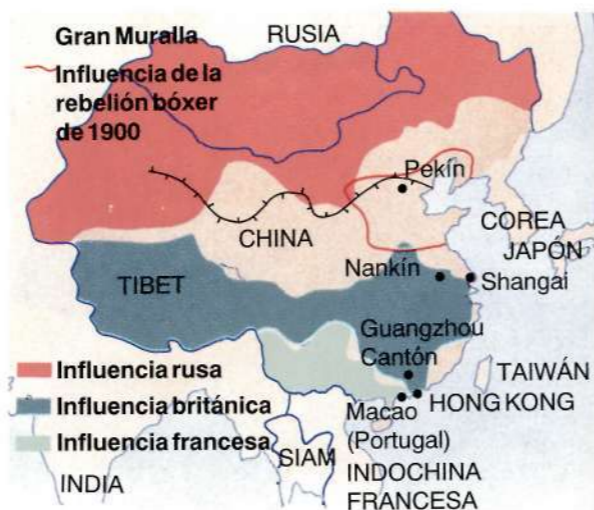 Gran Muralla
Influencia de la
rebelión bóxer
de 1900
RUSIA
Pekín
COREA
JAPÓN
CHINA
TIBET
Nankín
Shangai
Guangzhou
Cantón
TAIWÁN
HONG KONG
Macao
(Portugal)
Influencia rusa
Influencia británica
Influencia francesa
SIAM
INDIA
INDOCHINA
FRANCESA